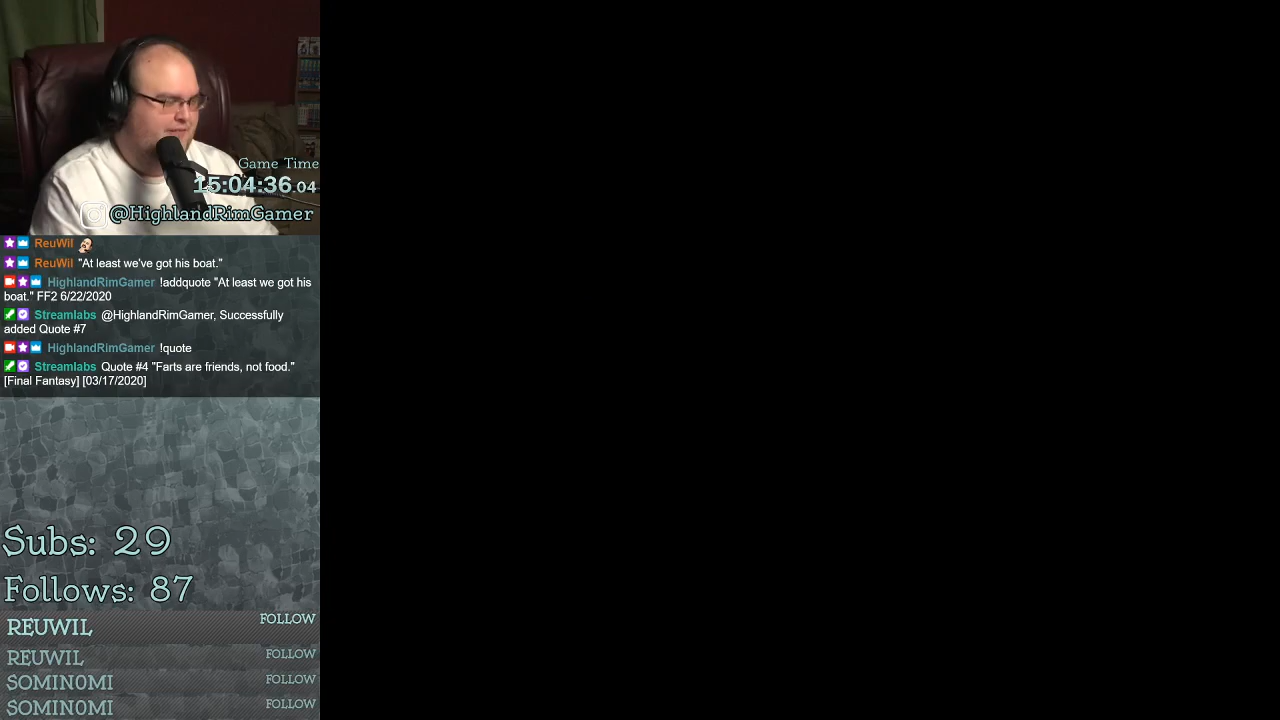 Game Time
15:04:36.04
@HighlandRimGamer
ReuWil
ReuWil "At least we've got his boat."
HighlandRimGamer !addquote "At least we got his
boat." FF2 6/22/2020
Streamlabs @HighlandRimGamer, Successfully
added Quote #7
HighlandRimGamer !quote
Streamlabs Quote #4 "Farts are friends, not food."
[Final Fantasy] [03/17/2020]
Subs: 29
Follows: 87
REUWIL FOLLOW
REUWIL FOLLOW
SOMIN0MI FOLLOW
SOMIN0MI FOLLOW